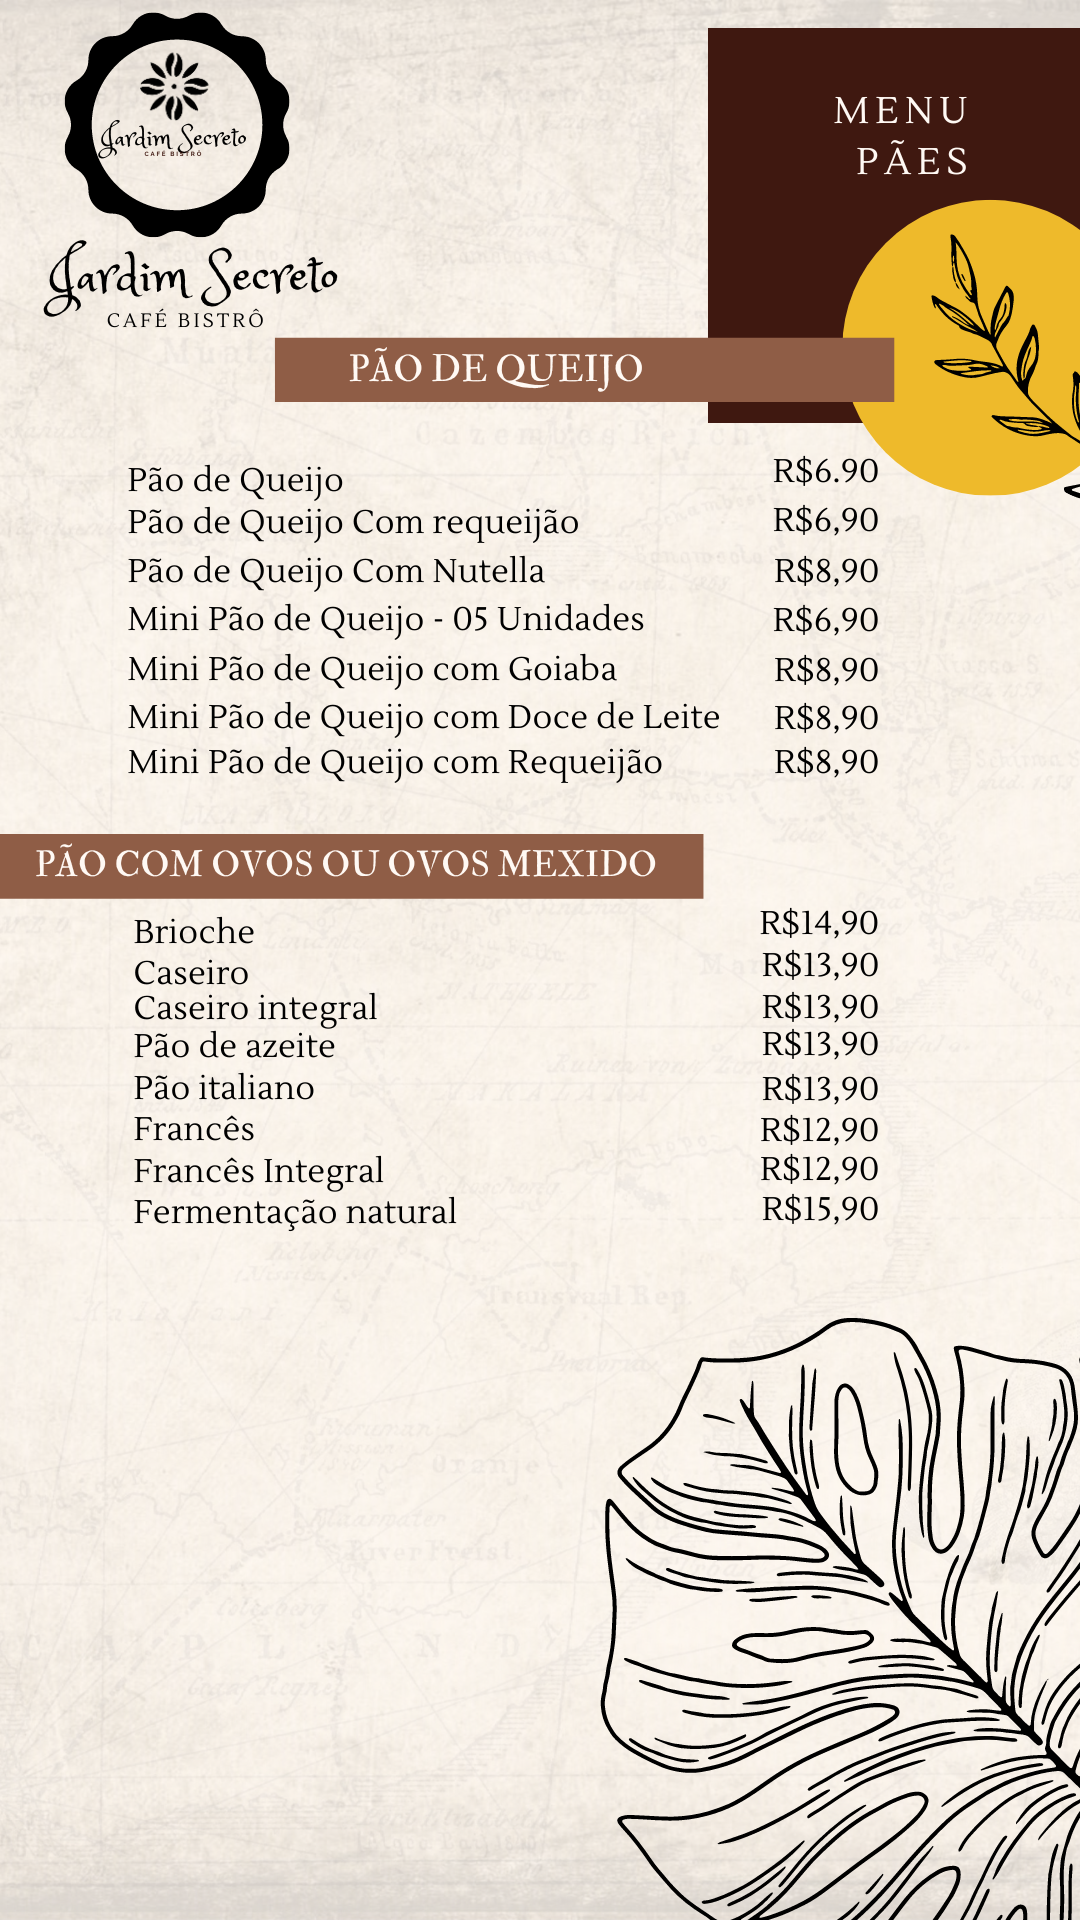 Jardim Secreto
CAFÉ BISTRÔ
Jardim Secreto
CAFÉ BISTRÔ
MENU
PÃES
PÃO DE QUEIJO
Pão de Queijo R$6.90
Pão de Queijo Com requeijão R$6,90
Pão de Queijo Com Nutella R$8,90
Mini Pão de Queijo - 05 Unidades R$6,90
Mini Pão de Queijo com Goiaba R$8,90
Mini Pão de Queijo com Doce de Leite R$8,90
Mini Pão de Queijo com Requeijão R$8,90
PÃO COM OVOS OU OVOS MEXIDO
Brioche R$14,90
Caseiro R$13,90
Caseiro integral R$13,90
Pão de azeite R$13,90
Pão italiano R$13,90
Francês R$12,90
Francês Integral R$12,90
Fermentação natural R$15,90